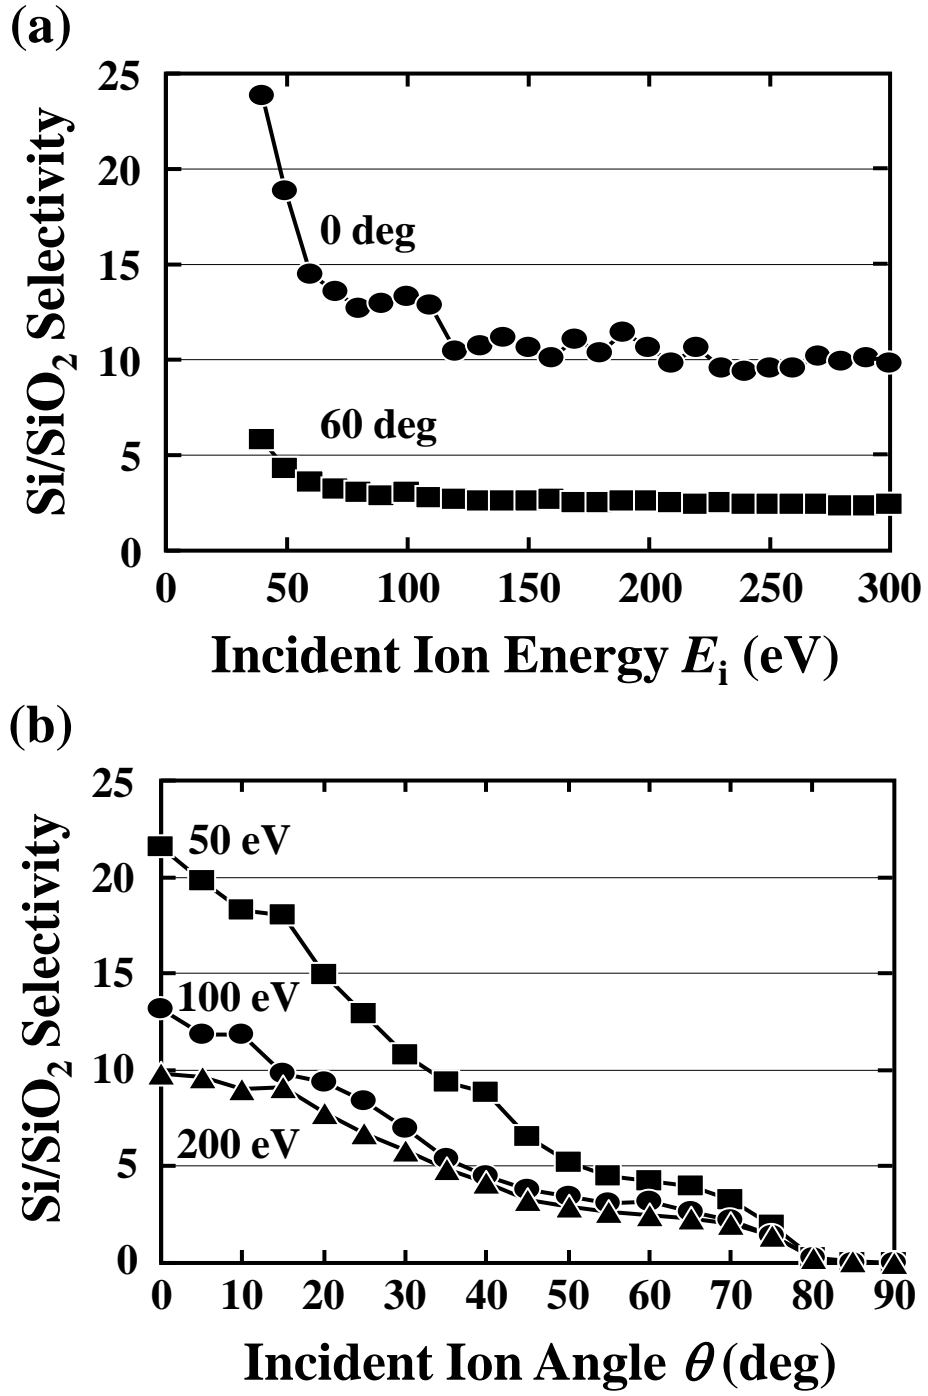 (a)
25
20
15
10
5
0
Si/SiO2 Selectivity
0 deg
60 deg
0 50 100 150 200 250 300
Incident Ion Energy Ei (eV)
(b)
25
20
15
10
5
0
Si/SiO2 Selectivity
50 eV
100 eV
200 eV
0 10 20 30 40 50 60 70 80 90
Incident Ion Angle θ (deg)